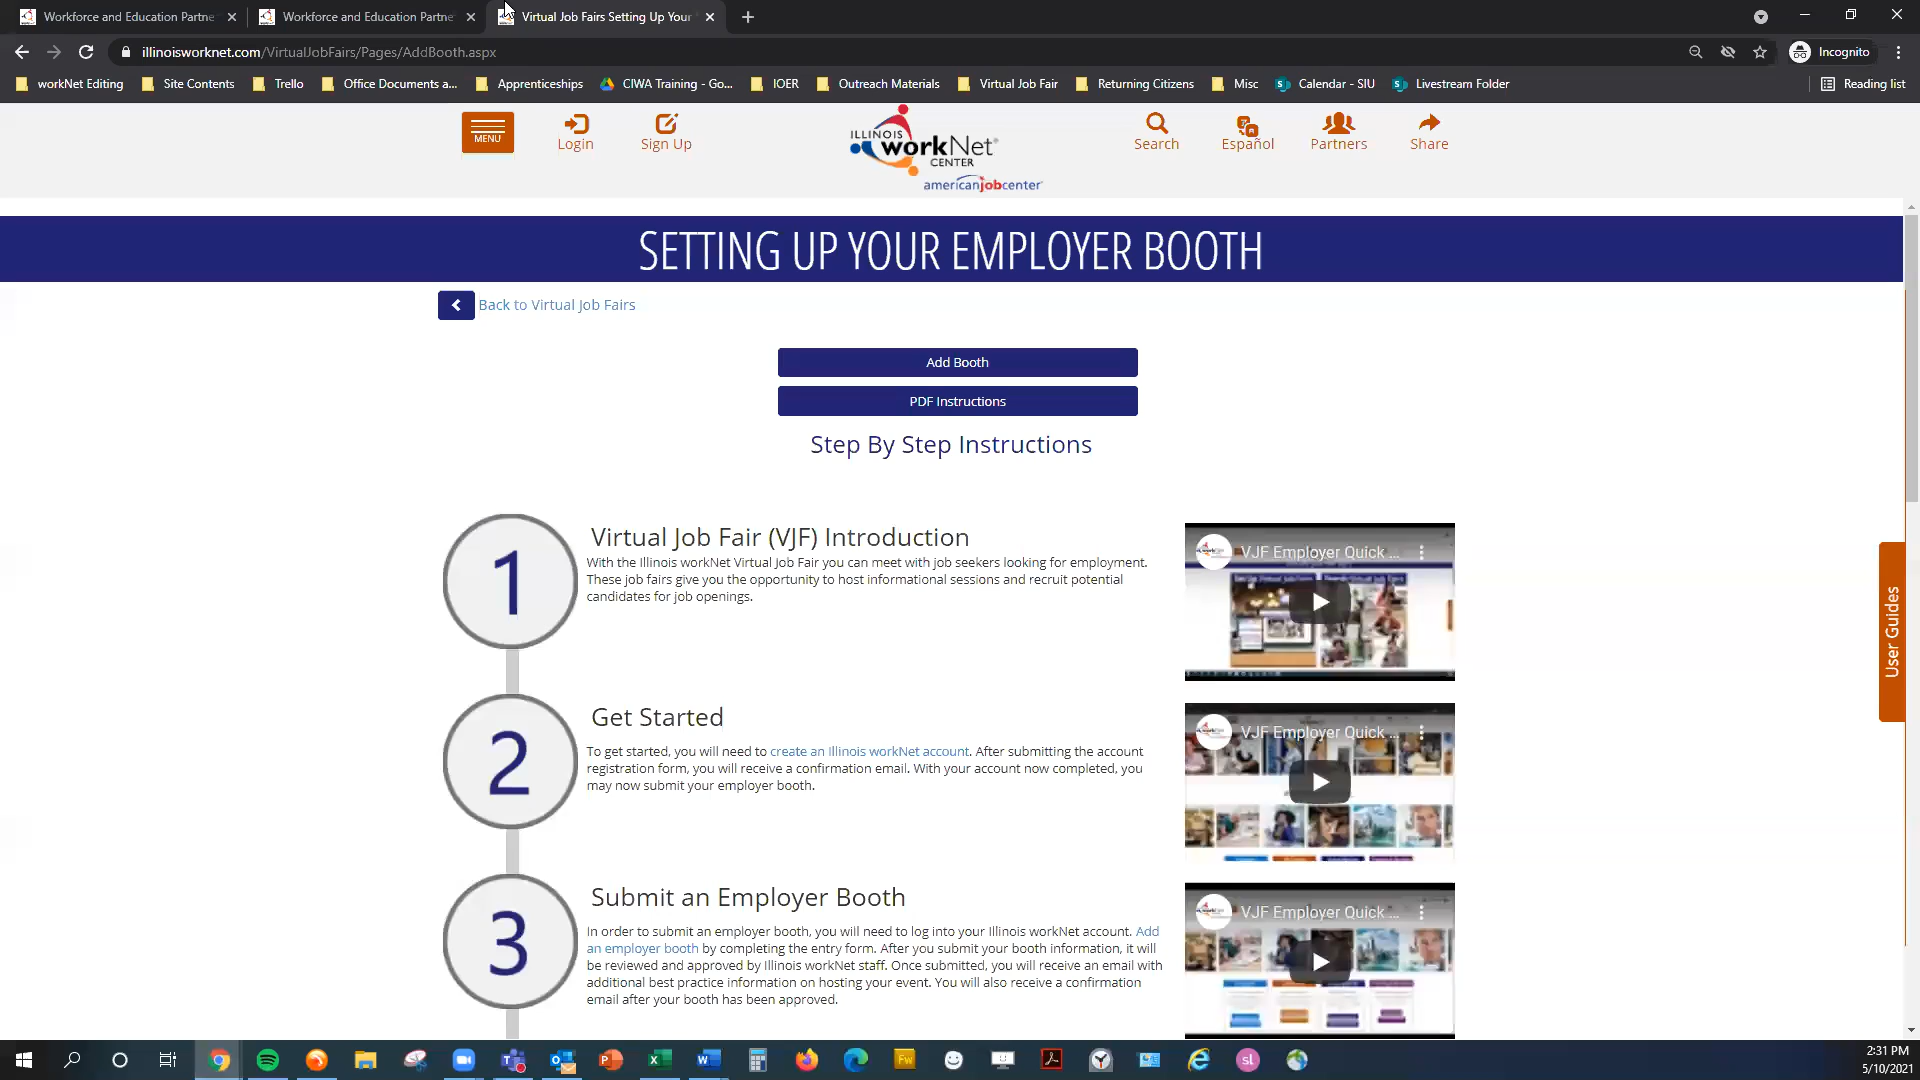 Workforce and Education Partne
Workforce and Education Partne
Virtual Job Fairs Setting Up Your
illinoisworknet.com/VirtualJobFairs/Pages/AddBooth.aspx
Incognito
workNet Editing
Site Contents
Trello
Office Documents a...
Apprenticeships
CIWA Training - Go...
IOER
Outreach Materials
Virtual Job Fair
Returning Citizens
Misc
Calendar - SIU
Livestream Folder
Reading list
MENU
Login
Sign Up
ILLINOIS
workNet
CENTER
americanjobcenter
Search
Español
Partners
Share
SETTING UP YOUR EMPLOYER BOOTH
Back to Virtual Job Fairs
Add Booth
PDF Instructions
Step By Step Instructions
1
Virtual Job Fair (VJF) Introduction
With the Illinois workNet Virtual Job Fair you can meet with job seekers looking for employment.
These job fairs give you the opportunity to host informational sessions and recruit potential
candidates for job openings.
VJF Employer Quick ...
2
Get Started
To get started, you will need to create an Illinois workNet account. After submitting the account
registration form, you will receive a confirmation email. With your account now completed, you
may now submit your employer booth.
VJF Employer Quick ...
3
Submit an Employer Booth
In order to submit an employer booth, you will need to log into your Illinois workNet account. Add
an employer booth by completing the entry form. After you submit your booth information, it will
be reviewed and approved by Illinois workNet staff. Once submitted, you will receive an email with
additional best practice information on hosting your event. You will also receive a confirmation
email after your booth has been approved.
VJF Employer Quick ...
User Guides
Fw
sl
2:31 PM
5/10/2021